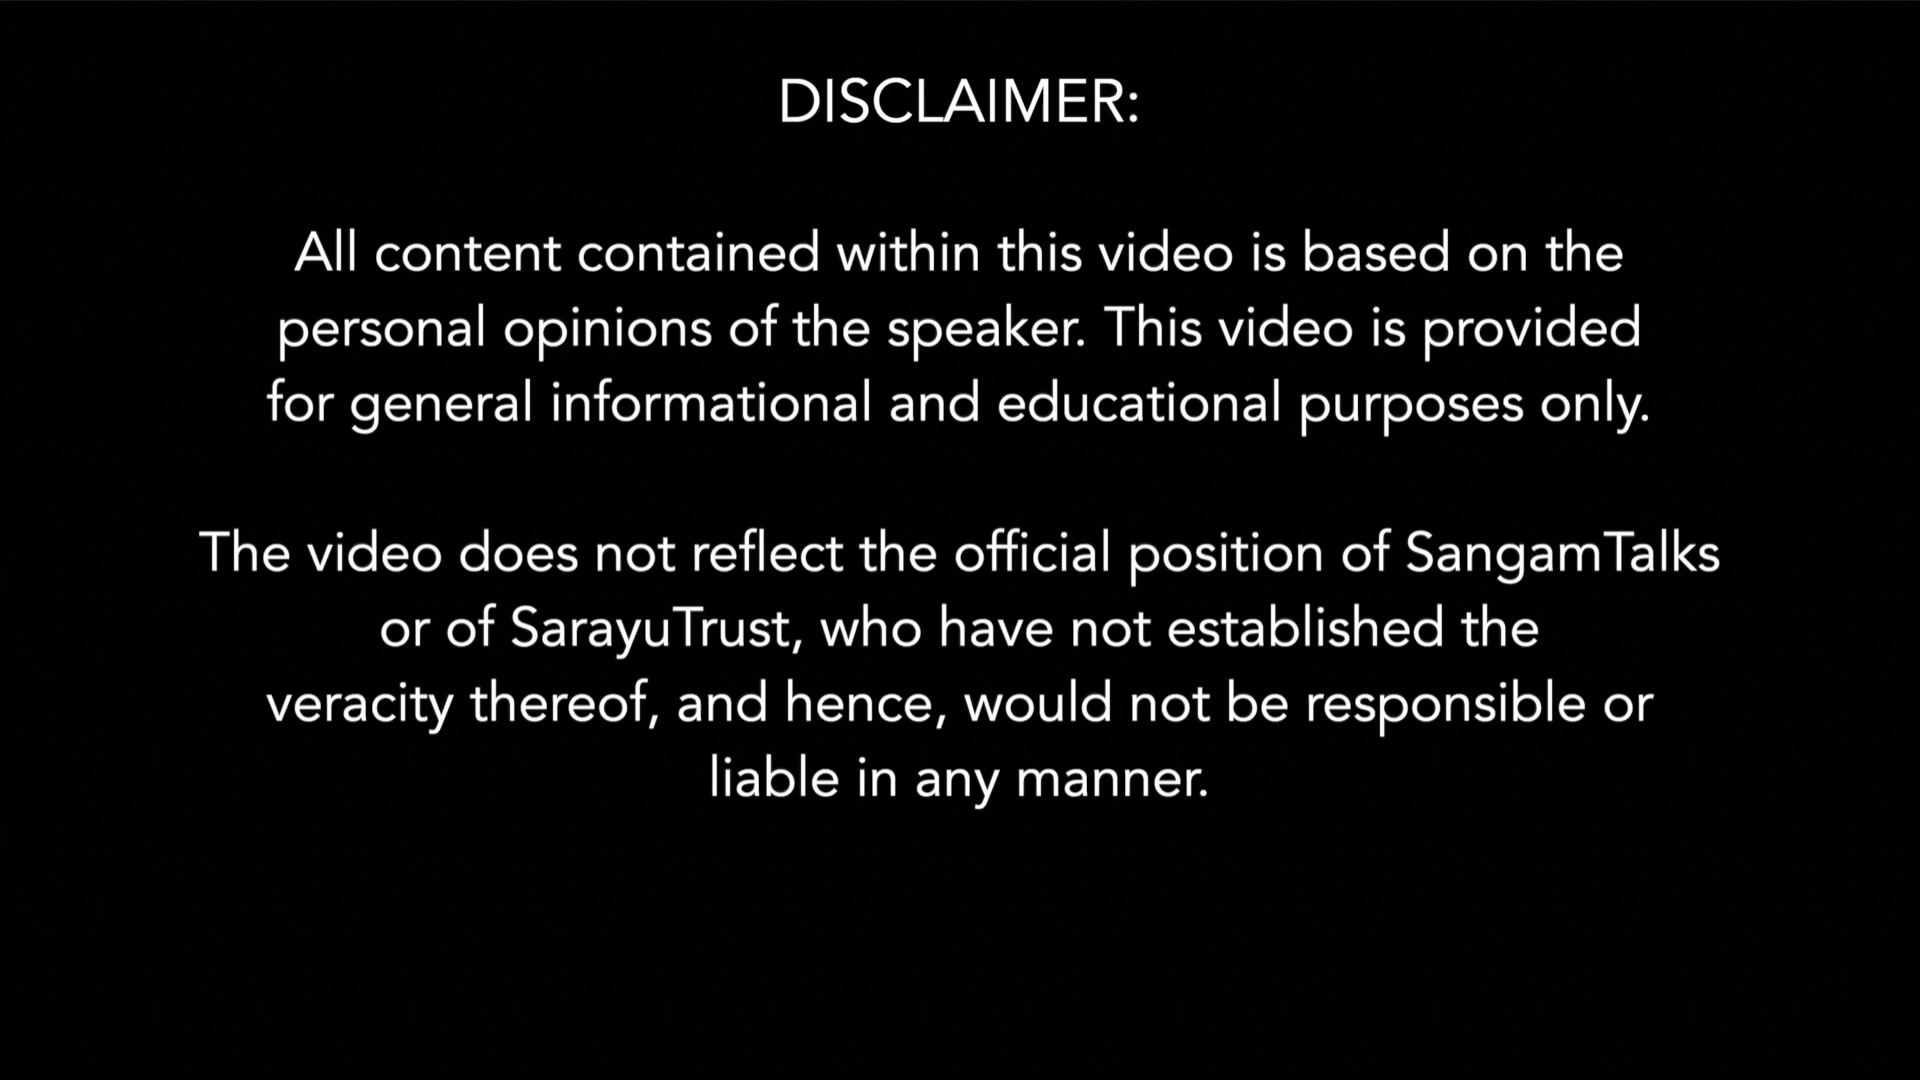 DISCLAIMER:
All content contained within this video is based on the
personal opinions of the speaker. This video is provided
for general informational and educational purposes only.
The video does not reflect the official position of SangamTalks
or of SarayuTrust, who have not established the
veracity thereof, and hence, would not be responsible or
liable in any manner.